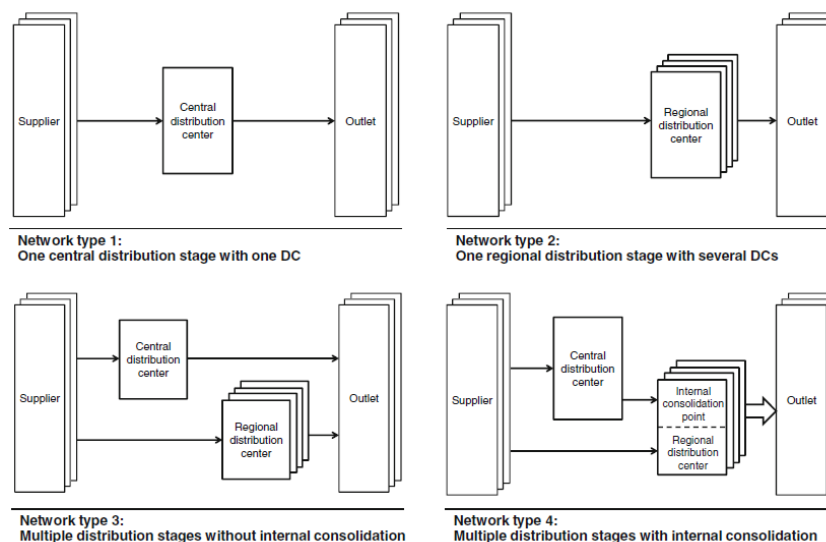 Supplier
Central
distribution
center
Outlet
Network type 1:
One central distribution stage with one DC
Supplier
Regional
distribution
center
Outlet
Network type 2:
One regional distribution stage with several DCs
Supplier
Central
distribution
center
Regional
distribution
center
Outlet
Network type 3:
Multiple distribution stages without internal consolidation
Supplier
Central
distribution
center
Internal
consolidation
point
Regional
distribution
center
Outlet
Network type 4:
Multiple distribution stages with internal consolidation